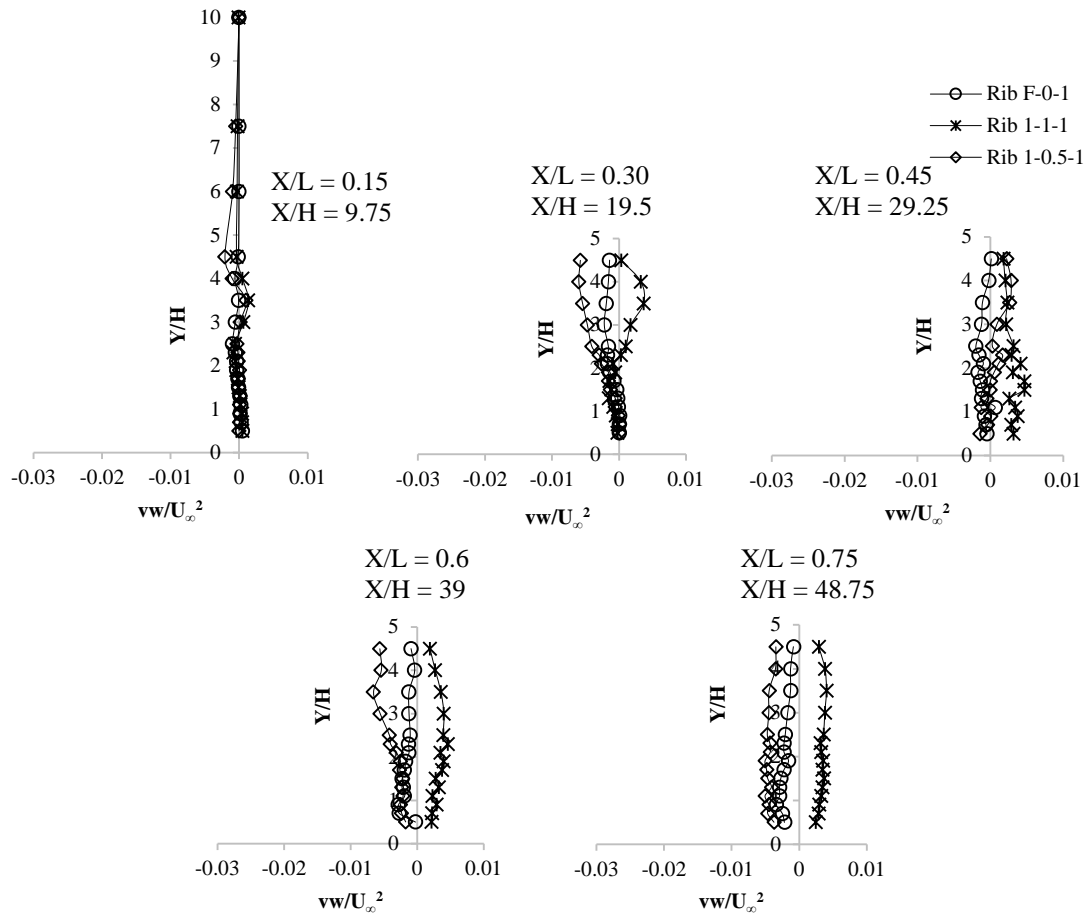 10
9
8
7
6
5
4
3
2
1
0
-0.03 -0.02 -0.01 0 0.01
Y/H
vw/U∞²
X/L = 0.15
X/H = 9.75
Rib F-0-1
Rib 1-1-1
Rib 1-0.5-1
X/L = 0.30
X/H = 19.5
5
4
3
2
1
0
-0.03 -0.02 -0.01 0 0.01
Y/H
vw/U∞²
X/L = 0.45
X/H = 29.25
5
4
3
2
1
0
-0.03 -0.02 -0.01 0 0.01
Y/H
vw/U∞²
X/L = 0.6
X/H = 39
5
4
3
2
1
0
-0.03 -0.02 -0.01 0 0.01
Y/H
vw/U∞²
X/L = 0.75
X/H = 48.75
5
4
3
2
1
0
-0.03 -0.02 -0.01 0 0.01
Y/H
vw/U∞²